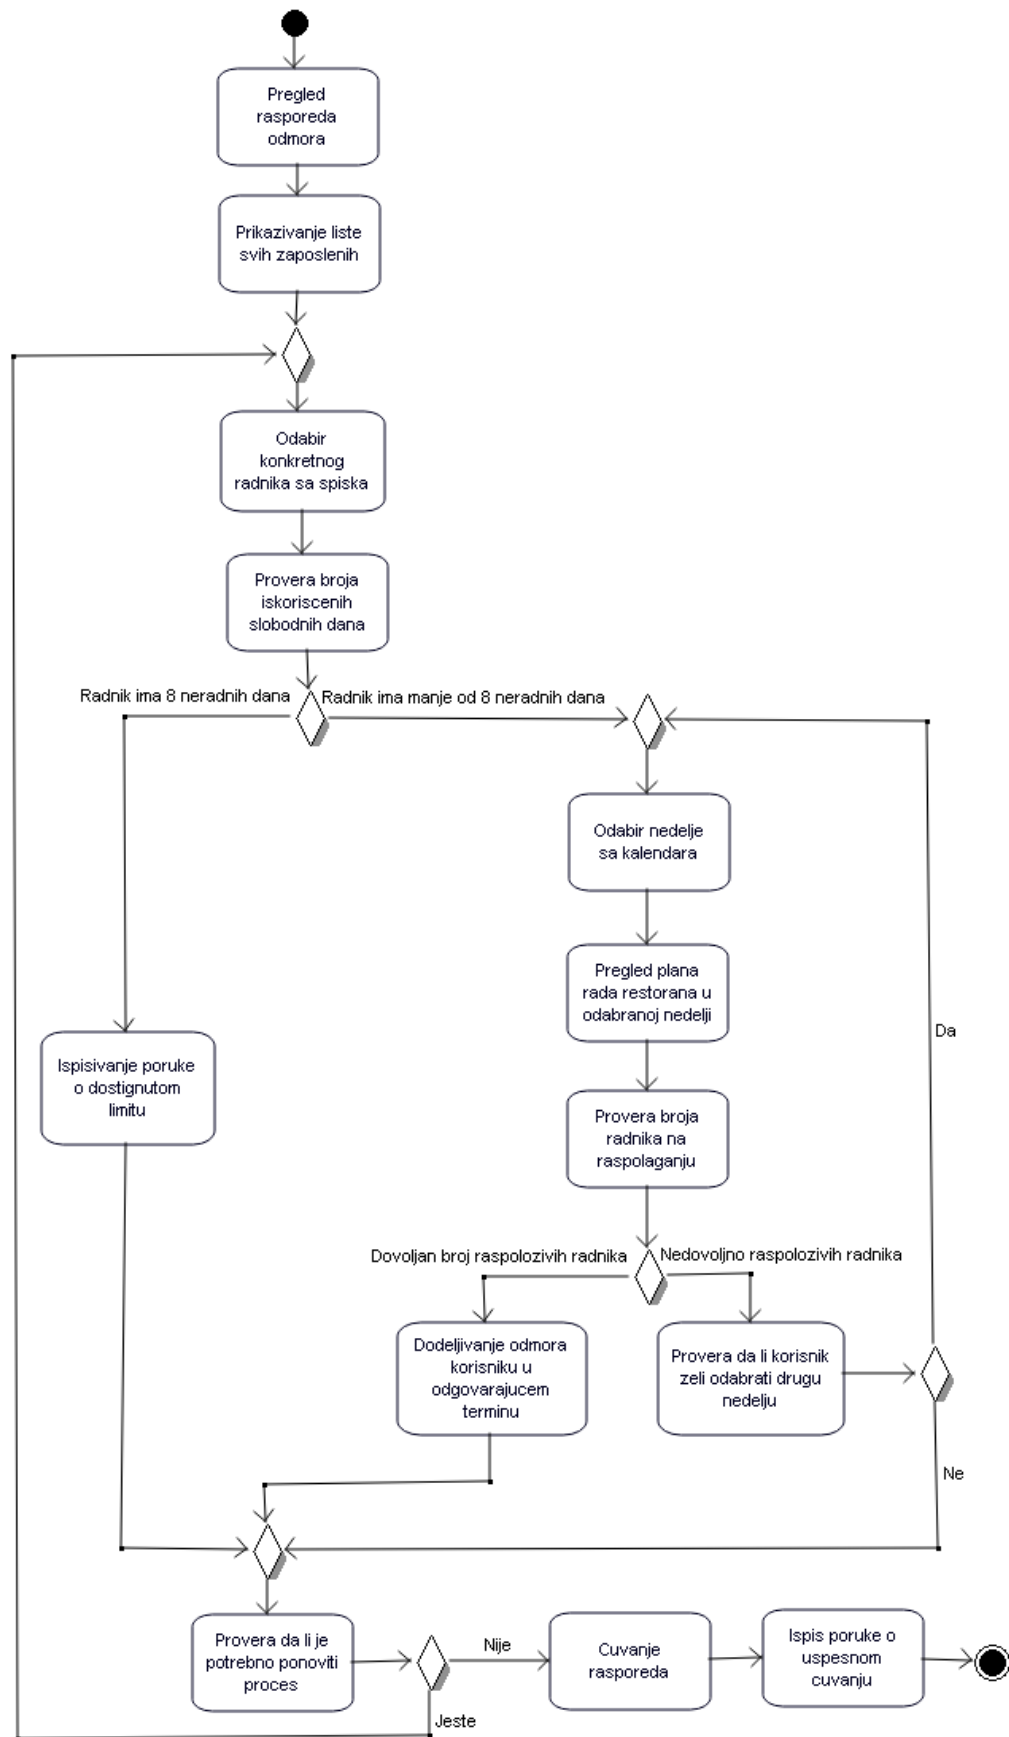 Pregled
rasporeda
odmora
Prikazivanje liste
svih zaposlenih
Odabir
konkretnog
radnika sa spiska
Provera broja
iskoriscenih
slobodnih dana
Radnik ima 8 neradnih dana
Radnik ima manje od 8 neradnih dana
Odabir nedelje
sa kalendara
Pregled plana
rada restorana u
odabranoj nedelji
Da
Ispisivanje poruke
o dostignutom
limitu
Provera broja
radnika na
raspolaganju
Dovoljan broj raspolozivih radnika
Nedovoljno raspolozivih radnika
Dodeljivanje odmora
korisniku u
odgovarajucem
terminu
Provera da li korisnik
zeli odabrati drugu
nedelju
Ne
Provera da li je
potrebno ponoviti
proces
Nije
Cuvanje
rasporeda
Ispis poruke o
uspesnom
cuvanju
Jeste